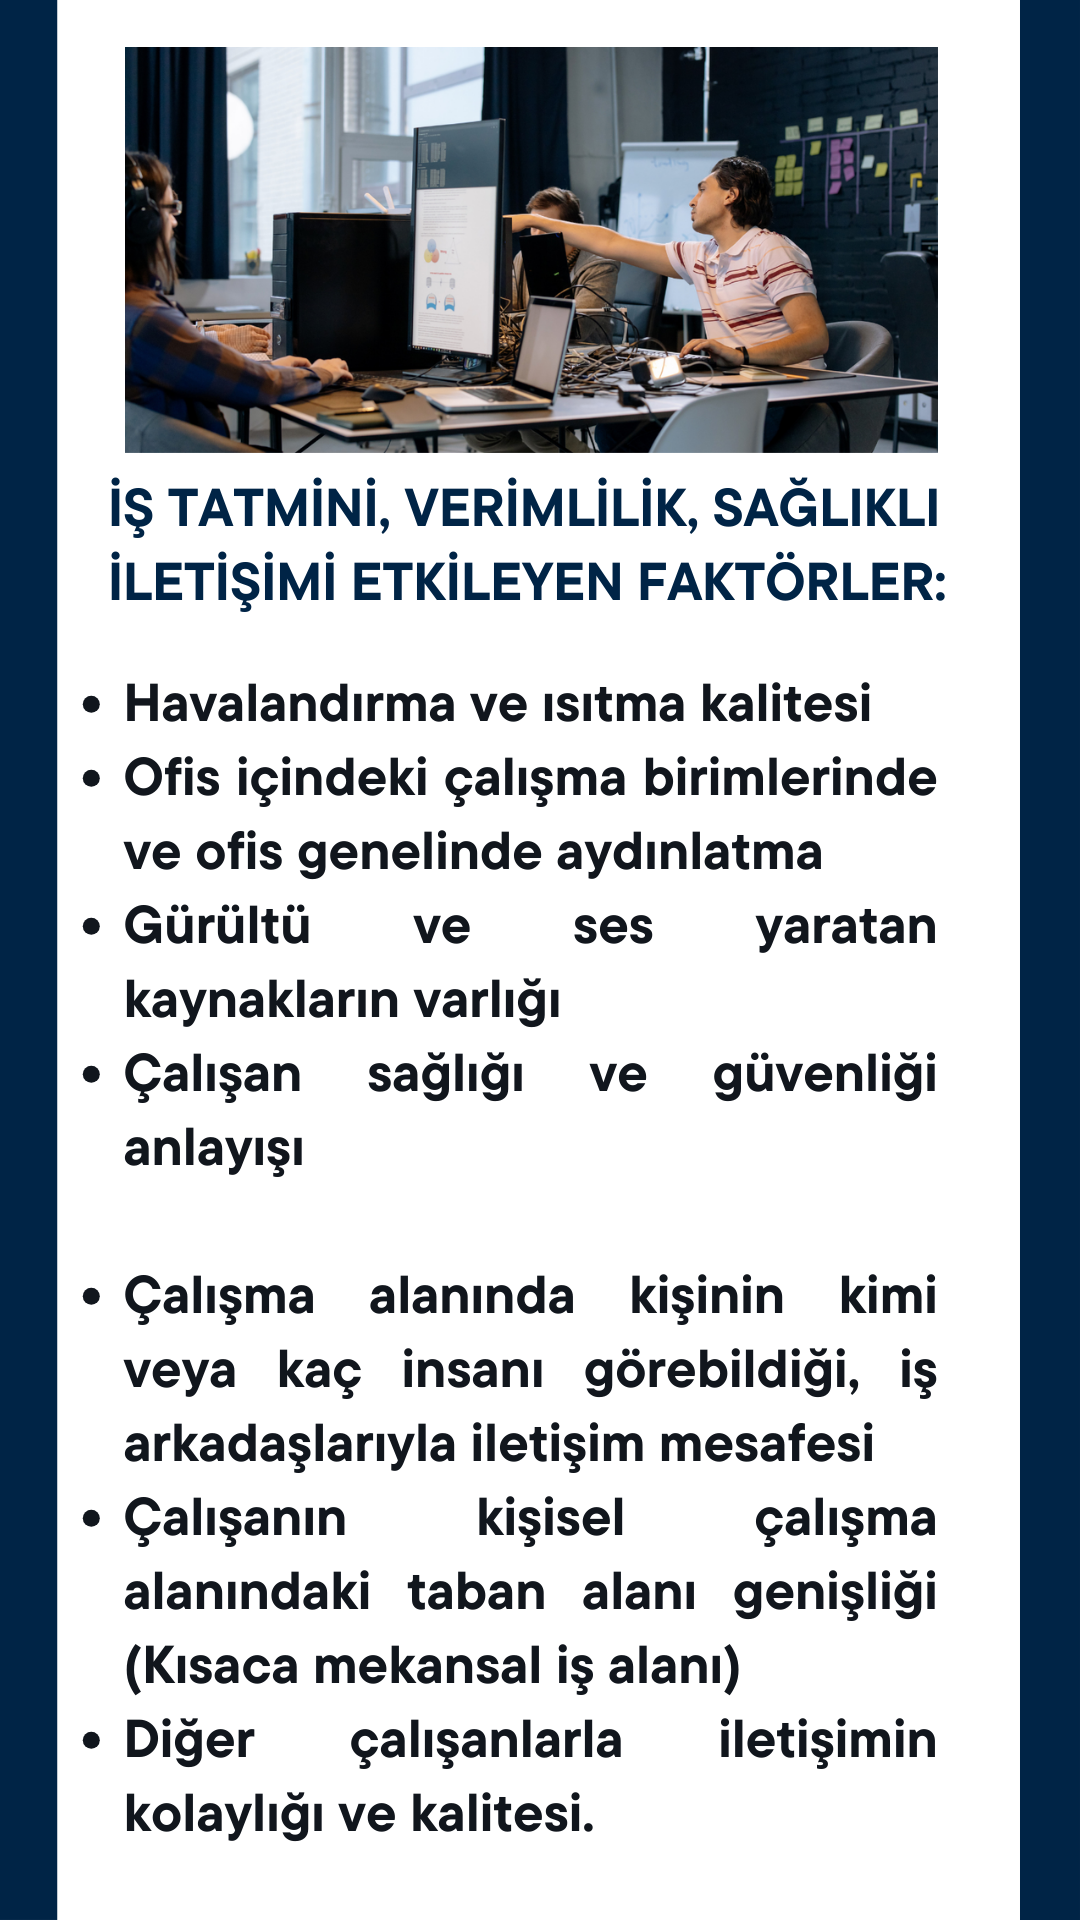 İŞ TATMİNİ, VERİMLİLİK, SAĞLIKLI
İLETİŞİMİ ETKİLEYEN FAKTÖRLER:
• Havalandırma ve ısıtma kalitesi
• Ofis içindeki çalışma birimlerinde
ve ofis genelinde aydınlatma
• Gürültü ve ses yaratan
kaynakların varlığı
• Çalışan sağlığı ve güvenliği
anlayışı
• Çalışma alanında kişinin kimi
veya kaç insanı görebildiği, iş
arkadaşlarıyla iletişim mesafesi
• Çalışanın kişisel çalışma
alanındaki taban alanı genişliği
(Kısaca mekansal iş alanı)
• Diğer çalışanlarla iletişimin
kolaylığı ve kalitesi.